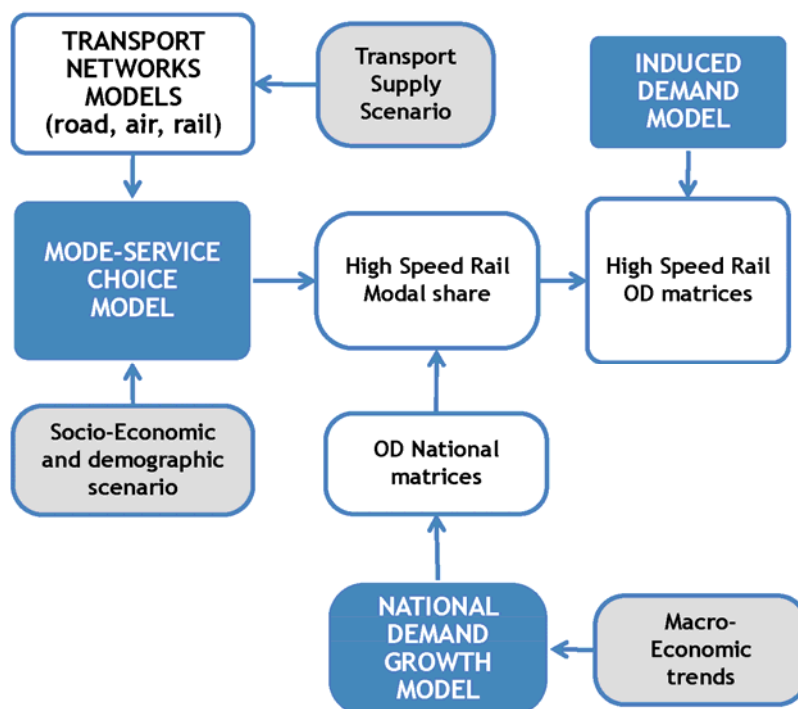 TRANSPORT
NETWORKS
MODELS
(road, air, rail)
Transport
Supply
Scenario
INDUCED
DEMAND
MODEL
MODE-SERVICE
CHOICE
MODEL
High Speed Rail
Modal share
High Speed Rail
OD matrices
Socio-Economic
and demographic
scenario
OD National
matrices
NATIONAL
DEMAND
GROWTH
MODEL
Macro-
Economic
trends